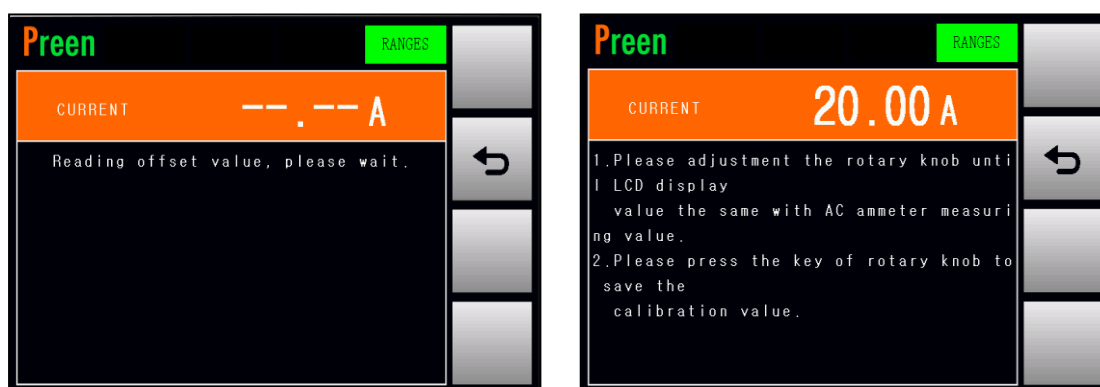 Preen
RANGES
CURRENT --.-- A
Reading offset value, please wait.
Preen
RANGES
CURRENT 20.00 A
1.Please adjustment the rotary knob unti
l LCD display
value the same with AC ammeter measuri
ng value.
2.Please press the key of rotary knob to
save the
calibration value.